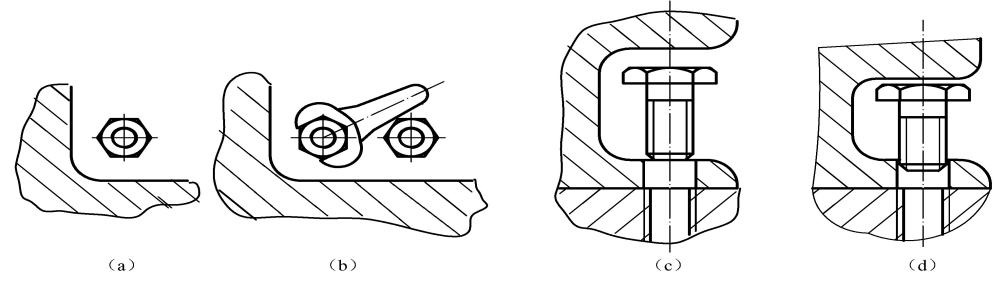 （a） （b） （c） （d）